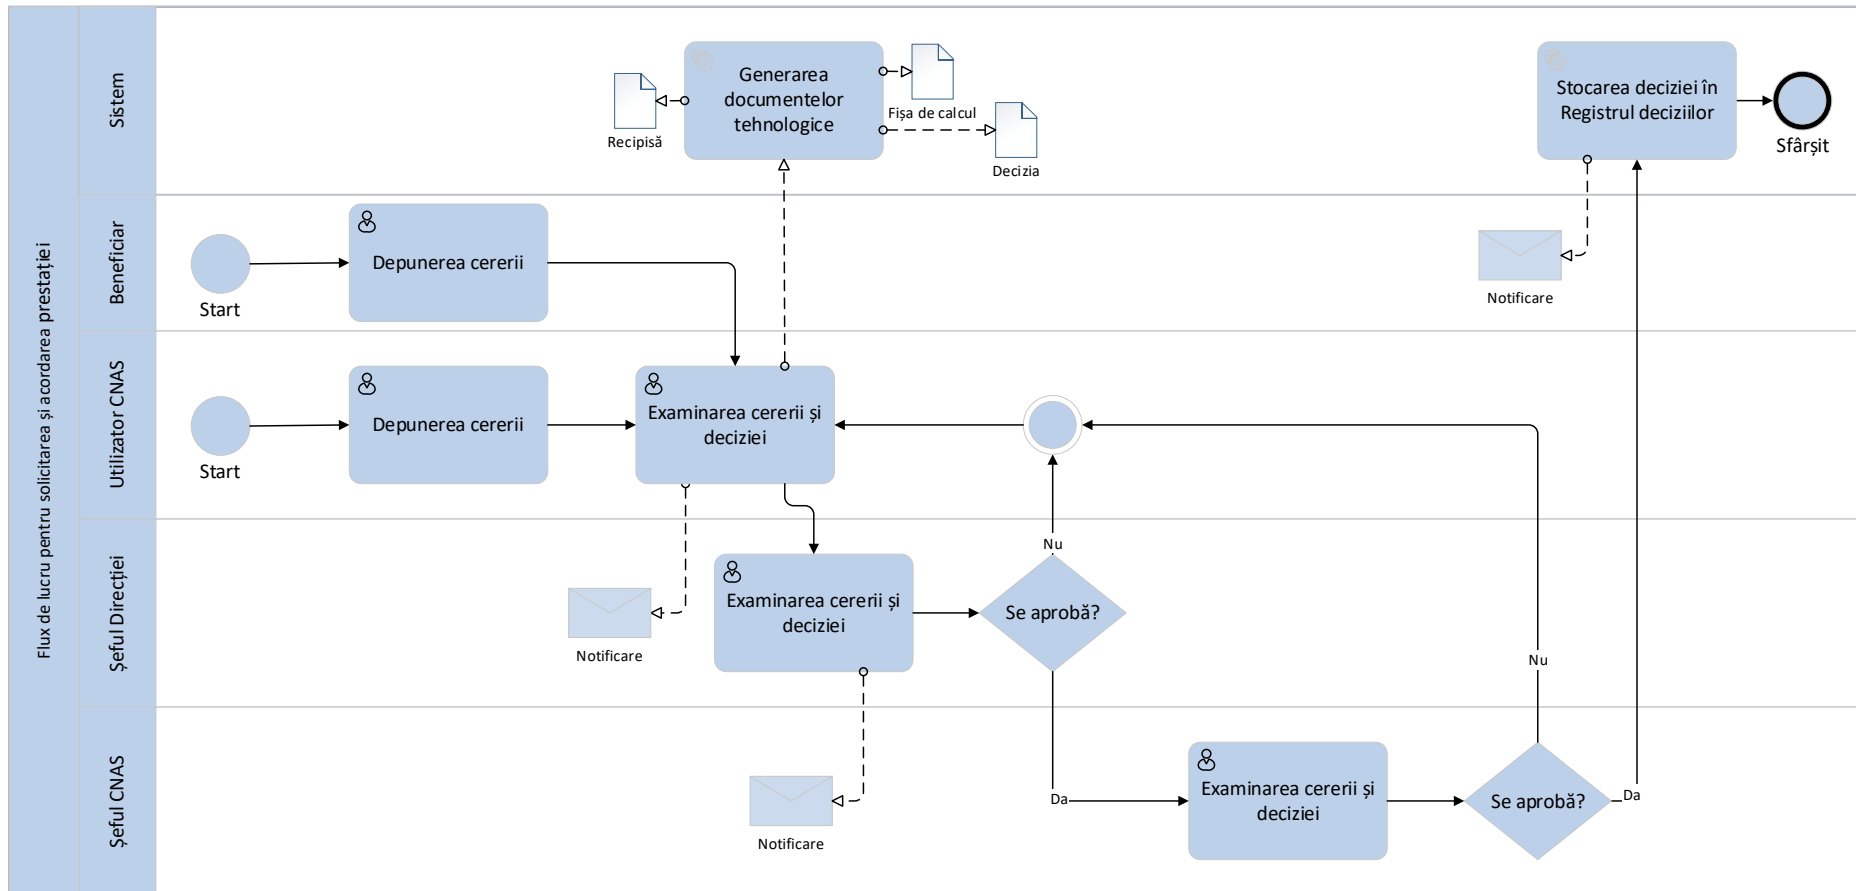 Flux de lucru pentru solicitarea și acordarea prestației
Sistem
Generarea
documentelor
tehnologice
Recipisă
Fișa de calcul
Decizia
Stocarea deciziei în
Registrul deciziilor
Sfârșit
Beneficiar
Start
Depunerea cererii
Notificare
Utilizator CNAS
Start
Depunerea cererii
Examinarea cererii și
deciziei
Șeful Direcției
Notificare
Examinarea cererii și
deciziei
Nu
Se aprobă?
Nu
Șeful CNAS
Notificare
Da
Examinarea cererii și
deciziei
Se aprobă?
Da